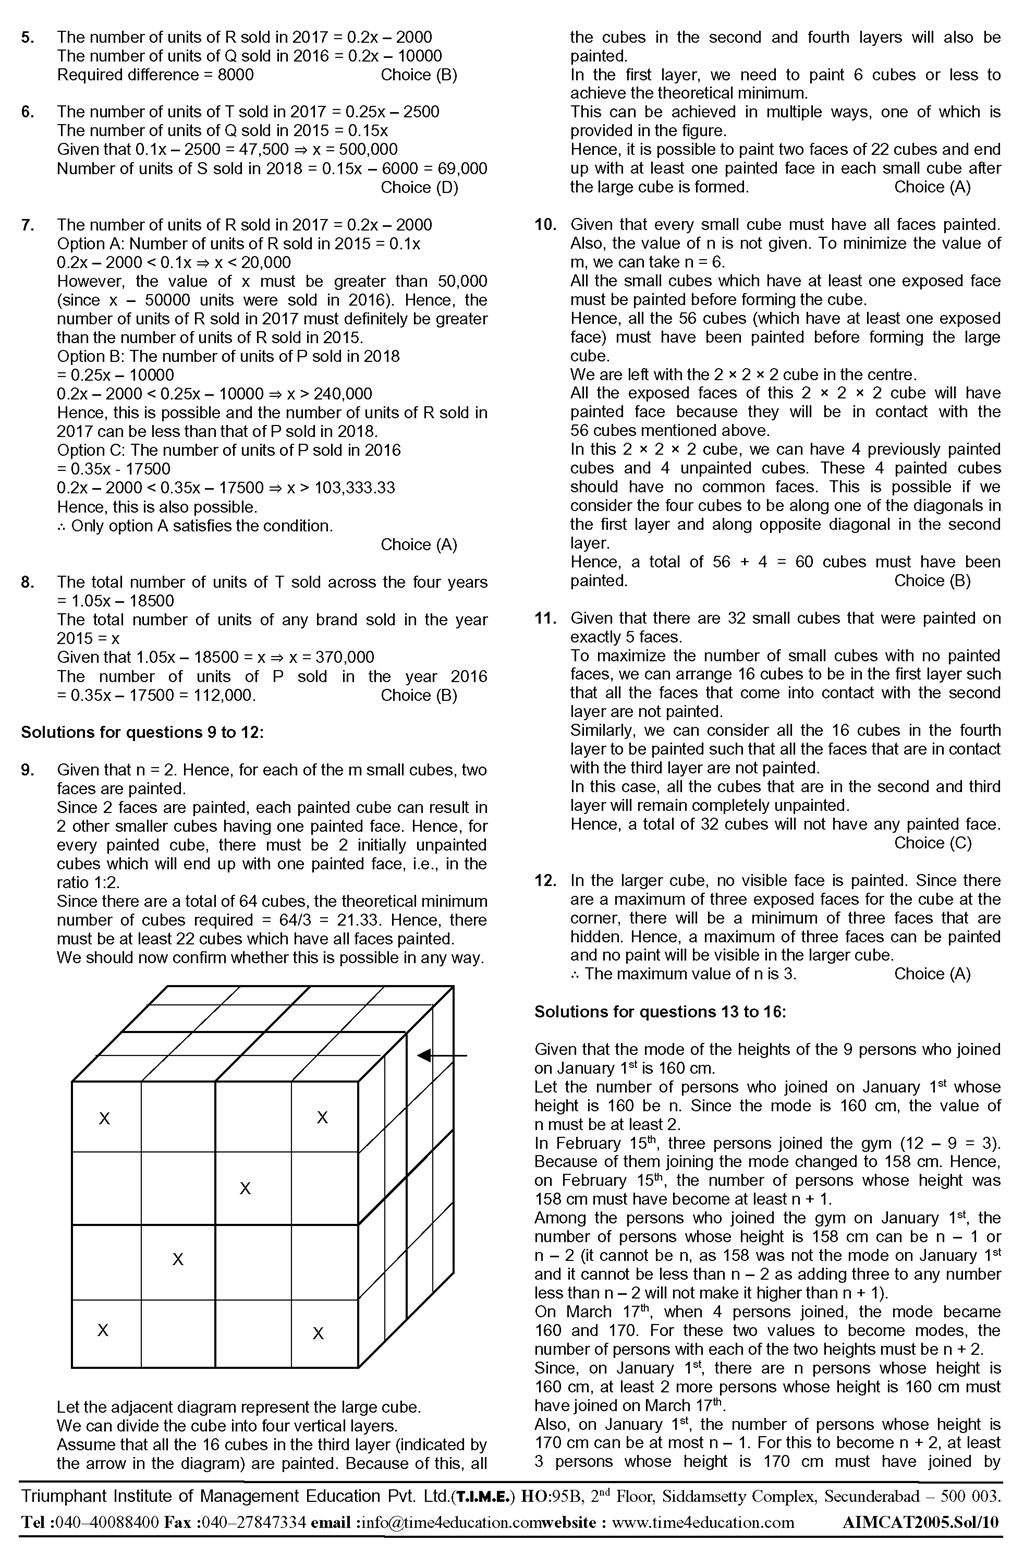 5. The number of units of R sold in 2017 = 0.2x – 2000
The number of units of Q sold in 2016 = 0.2x – 10000
Required difference = 8000 Choice (B)
6. The number of units of T sold in 2017 = 0.25x – 2500
The number of units of Q sold in 2015 = 0.15x
Given that 0.1x – 2500 = 47,500 ⇒ x = 500,000
Number of units of S sold in 2018 = 0.15x – 6000 = 69,000
Choice (D)
7. The number of units of R sold in 2017 = 0.2x – 2000
Option A: Number of units of R sold in 2015 = 0.1x
0.2x – 2000 < 0.1x ⇒ x < 20,000
However, the value of x must be greater than 50,000
(since x – 50000 units were sold in 2016). Hence, the
number of units of R sold in 2017 must definitely be greater
than the number of units of R sold in 2015.
Option B: The number of units of P sold in 2018
= 0.25x – 10000
0.2x – 2000 < 0.25x – 10000 ⇒ x > 240,000
Hence, this is possible and the number of units of R sold in
2017 can be less than that of P sold in 2018.
Option C: The number of units of P sold in 2016
= 0.35x - 17500
0.2x – 2000 < 0.35x – 17500 ⇒ x > 103,333.33
Hence, this is also possible.
∴ Only option A satisfies the condition.
Choice (A)
8. The total number of units of T sold across the four years
= 1.05x – 18500
The total number of units of any brand sold in the year
2015 = x
Given that 1.05x – 18500 = x ⇒ x = 370,000
The number of units of P sold in the year 2016
= 0.35x – 17500 = 112,000. Choice (B)
Solutions for questions 9 to 12:
9. Given that n = 2. Hence, for each of the m small cubes, two
faces are painted.
Since 2 faces are painted, each painted cube can result in
2 other smaller cubes having one painted face. Hence, for
every painted cube, there must be 2 initially unpainted
cubes which will end up with one painted face, i.e., in the
ratio 1:2.
Since there are a total of 64 cubes, the theoretical minimum
number of cubes required = 64/3 = 21.33. Hence, there
must be at least 22 cubes which have all faces painted.
We should now confirm whether this is possible in any way.
X X
X
X
X X
Let the adjacent diagram represent the large cube.
We can divide the cube into four vertical layers.
Assume that all the 16 cubes in the third layer (indicated by
the arrow in the diagram) are painted. Because of this, all
the cubes in the second and fourth layers will also be
painted.
In the first layer, we need to paint 6 cubes or less to
achieve the theoretical minimum.
This can be achieved in multiple ways, one of which is
provided in the figure.
Hence, it is possible to paint two faces of 22 cubes and end
up with at least one painted face in each small cube after
the large cube is formed. Choice (A)
10. Given that every small cube must have all faces painted.
Also, the value of n is not given. To minimize the value of
m, we can take n = 6.
All the small cubes which have at least one exposed face
must be painted before forming the cube.
Hence, all the 56 cubes (which have at least one exposed
face) must have been painted before forming the large
cube.
We are left with the 2 × 2 × 2 cube in the centre.
All the exposed faces of this 2 × 2 × 2 cube will have
painted face because they will be in contact with the
56 cubes mentioned above.
In this 2 × 2 × 2 cube, we can have 4 previously painted
cubes and 4 unpainted cubes. These 4 painted cubes
should have no common faces. This is possible if we
consider the four cubes to be along one of the diagonals in
the first layer and along opposite diagonal in the second
layer.
Hence, a total of 56 + 4 = 60 cubes must have been
painted. Choice (B)
11. Given that there are 32 small cubes that were painted on
exactly 5 faces.
To maximize the number of small cubes with no painted
faces, we can arrange 16 cubes to be in the first layer such
that all the faces that come into contact with the second
layer are not painted.
Similarly, we can consider all the 16 cubes in the fourth
layer to be painted such that all the faces that are in contact
with the third layer are not painted.
In this case, all the cubes that are in the second and third
layer will remain completely unpainted.
Hence, a total of 32 cubes will not have any painted face.
Choice (C)
12. In the larger cube, no visible face is painted. Since there
are a maximum of three exposed faces for the cube at the
corner, there will be a minimum of three faces that are
hidden. Hence, a maximum of three faces can be painted
and no paint will be visible in the larger cube.
∴ The maximum value of n is 3. Choice (A)
Solutions for questions 13 to 16:
Given that the mode of the heights of the 9 persons who joined
on January 1st is 160 cm.
Let the number of persons who joined on January 1st whose
height is 160 be n. Since the mode is 160 cm, the value of
n must be at least 2.
In February 15th, three persons joined the gym (12 – 9 = 3).
Because of them joining the mode changed to 158 cm. Hence,
on February 15th, the number of persons whose height was
158 cm must have become at least n + 1.
Among the persons who joined the gym on January 1st, the
number of persons whose height is 158 cm can be n – 1 or
n – 2 (it cannot be n, as 158 was not the mode on January 1st
and it cannot be less than n – 2 as adding three to any number
less than n – 2 will not make it higher than n + 1).
On March 17th, when 4 persons joined, the mode became
160 and 170. For these two values to become modes, the
number of persons with each of the two heights must be n + 2.
Since, on January 1st, there are n persons whose height is
160 cm, at least 2 more persons whose height is 160 cm must
have joined on March 17th.
Also, on January 1st, the number of persons whose height is
170 cm can be at most n – 1. For this to become n + 2, at least
3 persons whose height is 170 cm must have joined by
Triumphant Institute of Management Education Pvt. Ltd.(T.I.M.E.) HO:95B, 2nd Floor, Siddamsetty Complex, Secunderabad – 500 003.
Tel :040–40088400 Fax :040–27847334 email :info@time4education.comwebsite : www.time4education.com AIMCAT2005.Sol/10